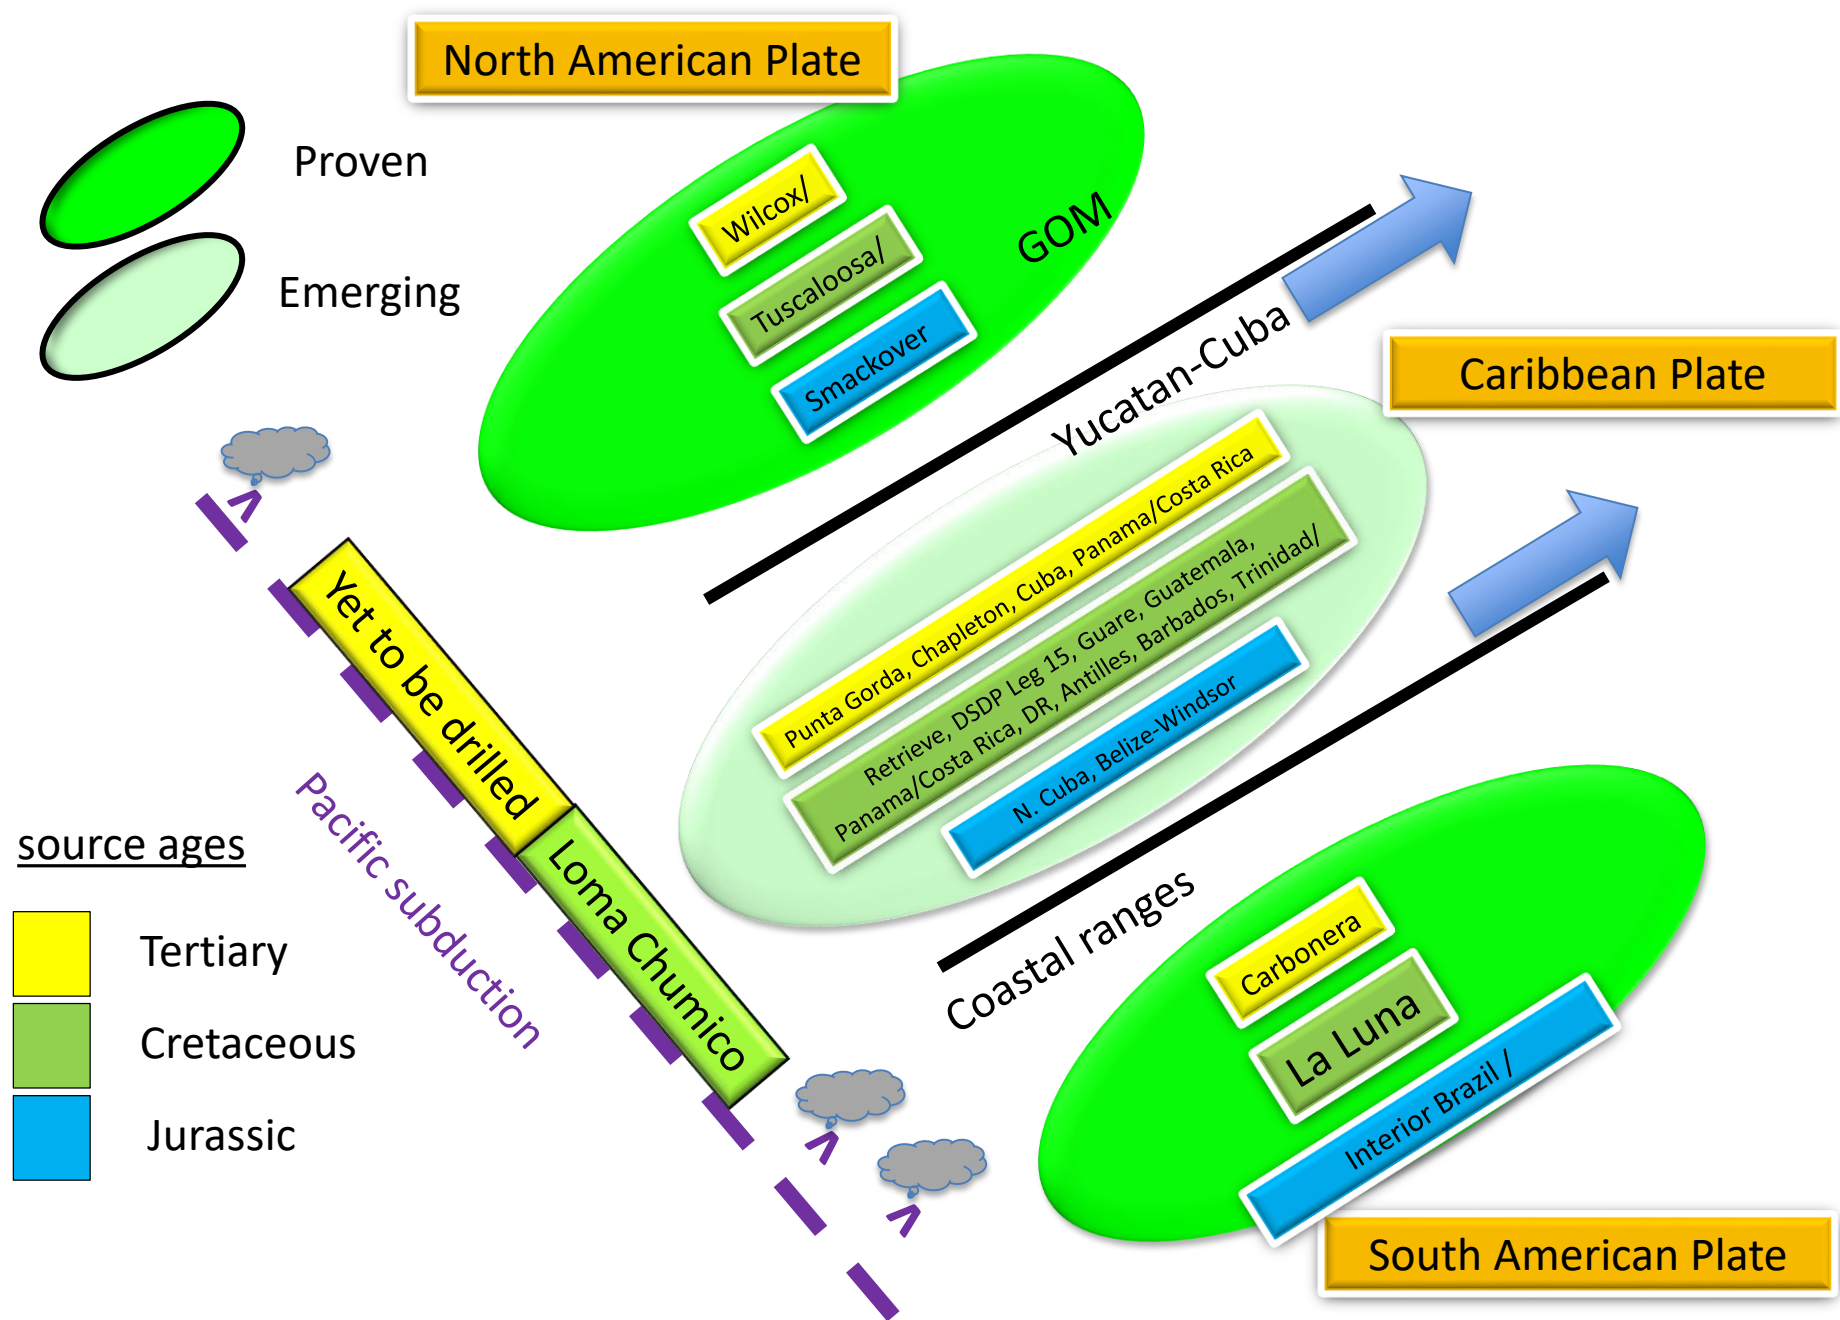 North American Plate
Proven
Emerging
Wilcox/
Tuscaloosa/
Smackover
GOM
Yucatan-Cuba
Caribbean Plate
Punta Gorda, Chapleton, Cuba, Panama/Costa Rica
Retrieve, DSDP Leg 15, Guare, Guatemala,
Panama/Costa Rica, DR, Antilles, Barbados, Trinidad/
N. Cuba, Belize-Windsor
Yet to be drilled
Loma Chumico
Pacific subduction
Coastal ranges
source ages
Tertiary
Cretaceous
Jurassic
Carbonera
La Luna
Interior Brazil /
South American Plate